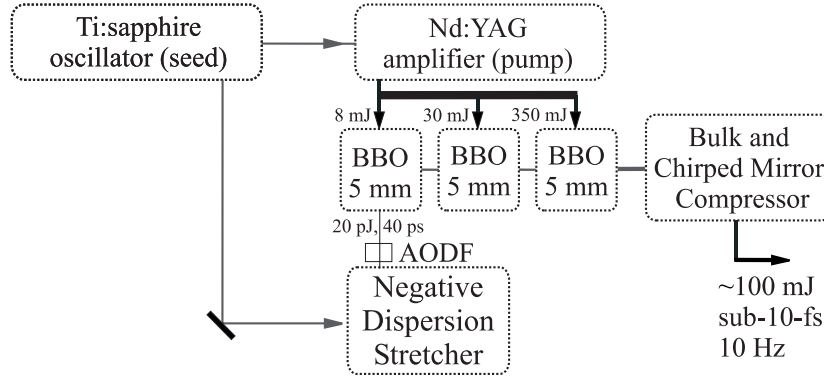 Ti:sapphire
oscillator (seed)
Nd:YAG
amplifier (pump)
8 mJ
30 mJ
350 mJ
BBO
5 mm
BBO
5 mm
BBO
5 mm
Bulk and
Chirped Mirror
Compressor
20 pJ, 40 ps
AODF
Negative
Dispersion
Stretcher
~100 mJ
sub-10-fs
10 Hz